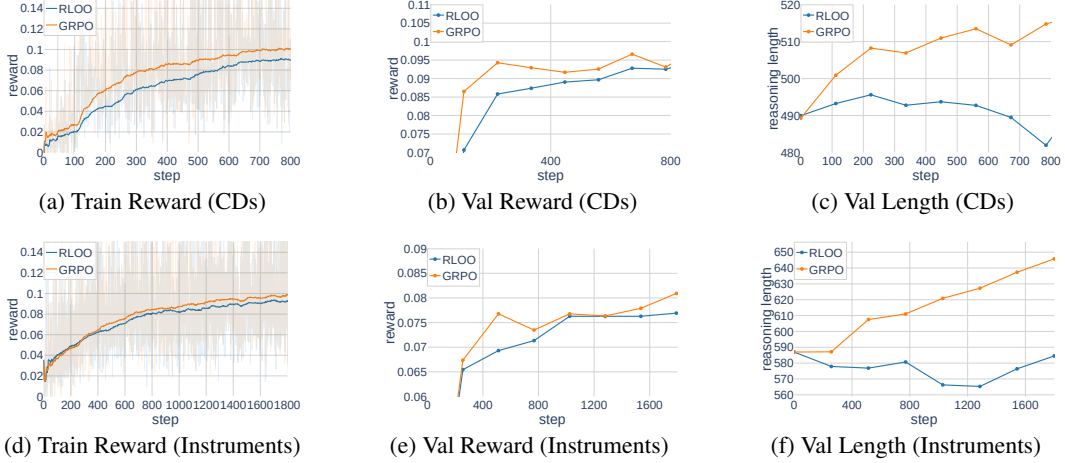 RLOO
GRPO
reward
0.14
0.12
0.1
0.08
0.06
0.04
0.02
0
0 100 200 300 400 500 600 700 800
step
(a) Train Reward (CDs)
RLOO
GRPO
reward
0.11
0.105
0.1
0.095
0.09
0.085
0.08
0.075
0.07
0 400 800
step
(b) Val Reward (CDs)
RLOO
GRPO
reasoning length
520
510
500
490
480
0 100 200 300 400 500 600 700 800
step
(c) Val Length (CDs)
RLOO
GRPO
reward
0.14
0.12
0.1
0.08
0.06
0.04
0.02
0
0 200 400 600 800 1000 1200 1400 1600 1800
step
(d) Train Reward (Instruments)
RLOO
GRPO
reward
0.09
0.085
0.08
0.075
0.07
0.065
0.06
0 400 800 1200 1600
step
(e) Val Reward (Instruments)
RLOO
GRPO
reasoning length
650
640
630
620
610
600
590
580
570
560
0 400 800 1200 1600
step
(f) Val Length (Instruments)